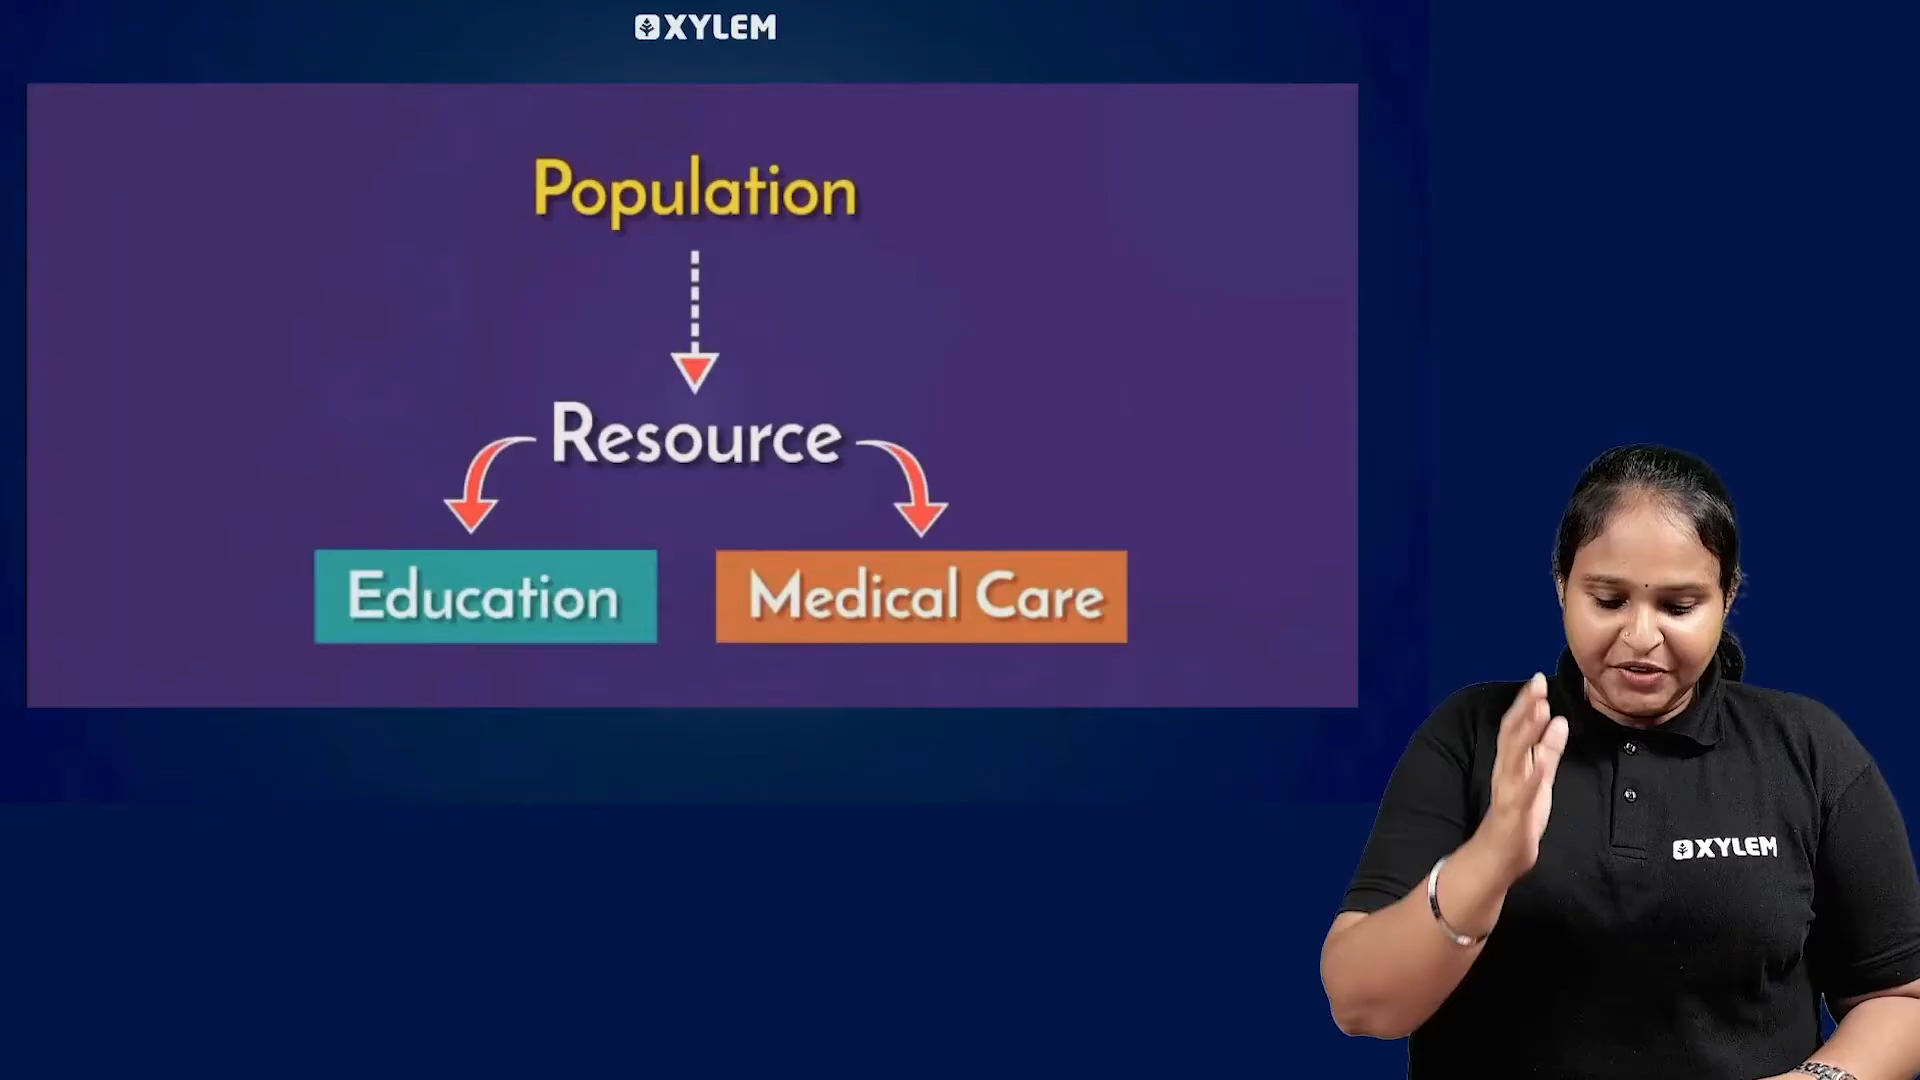 XYLEM
Population
Resource
Education
Medical Care
XYLEM